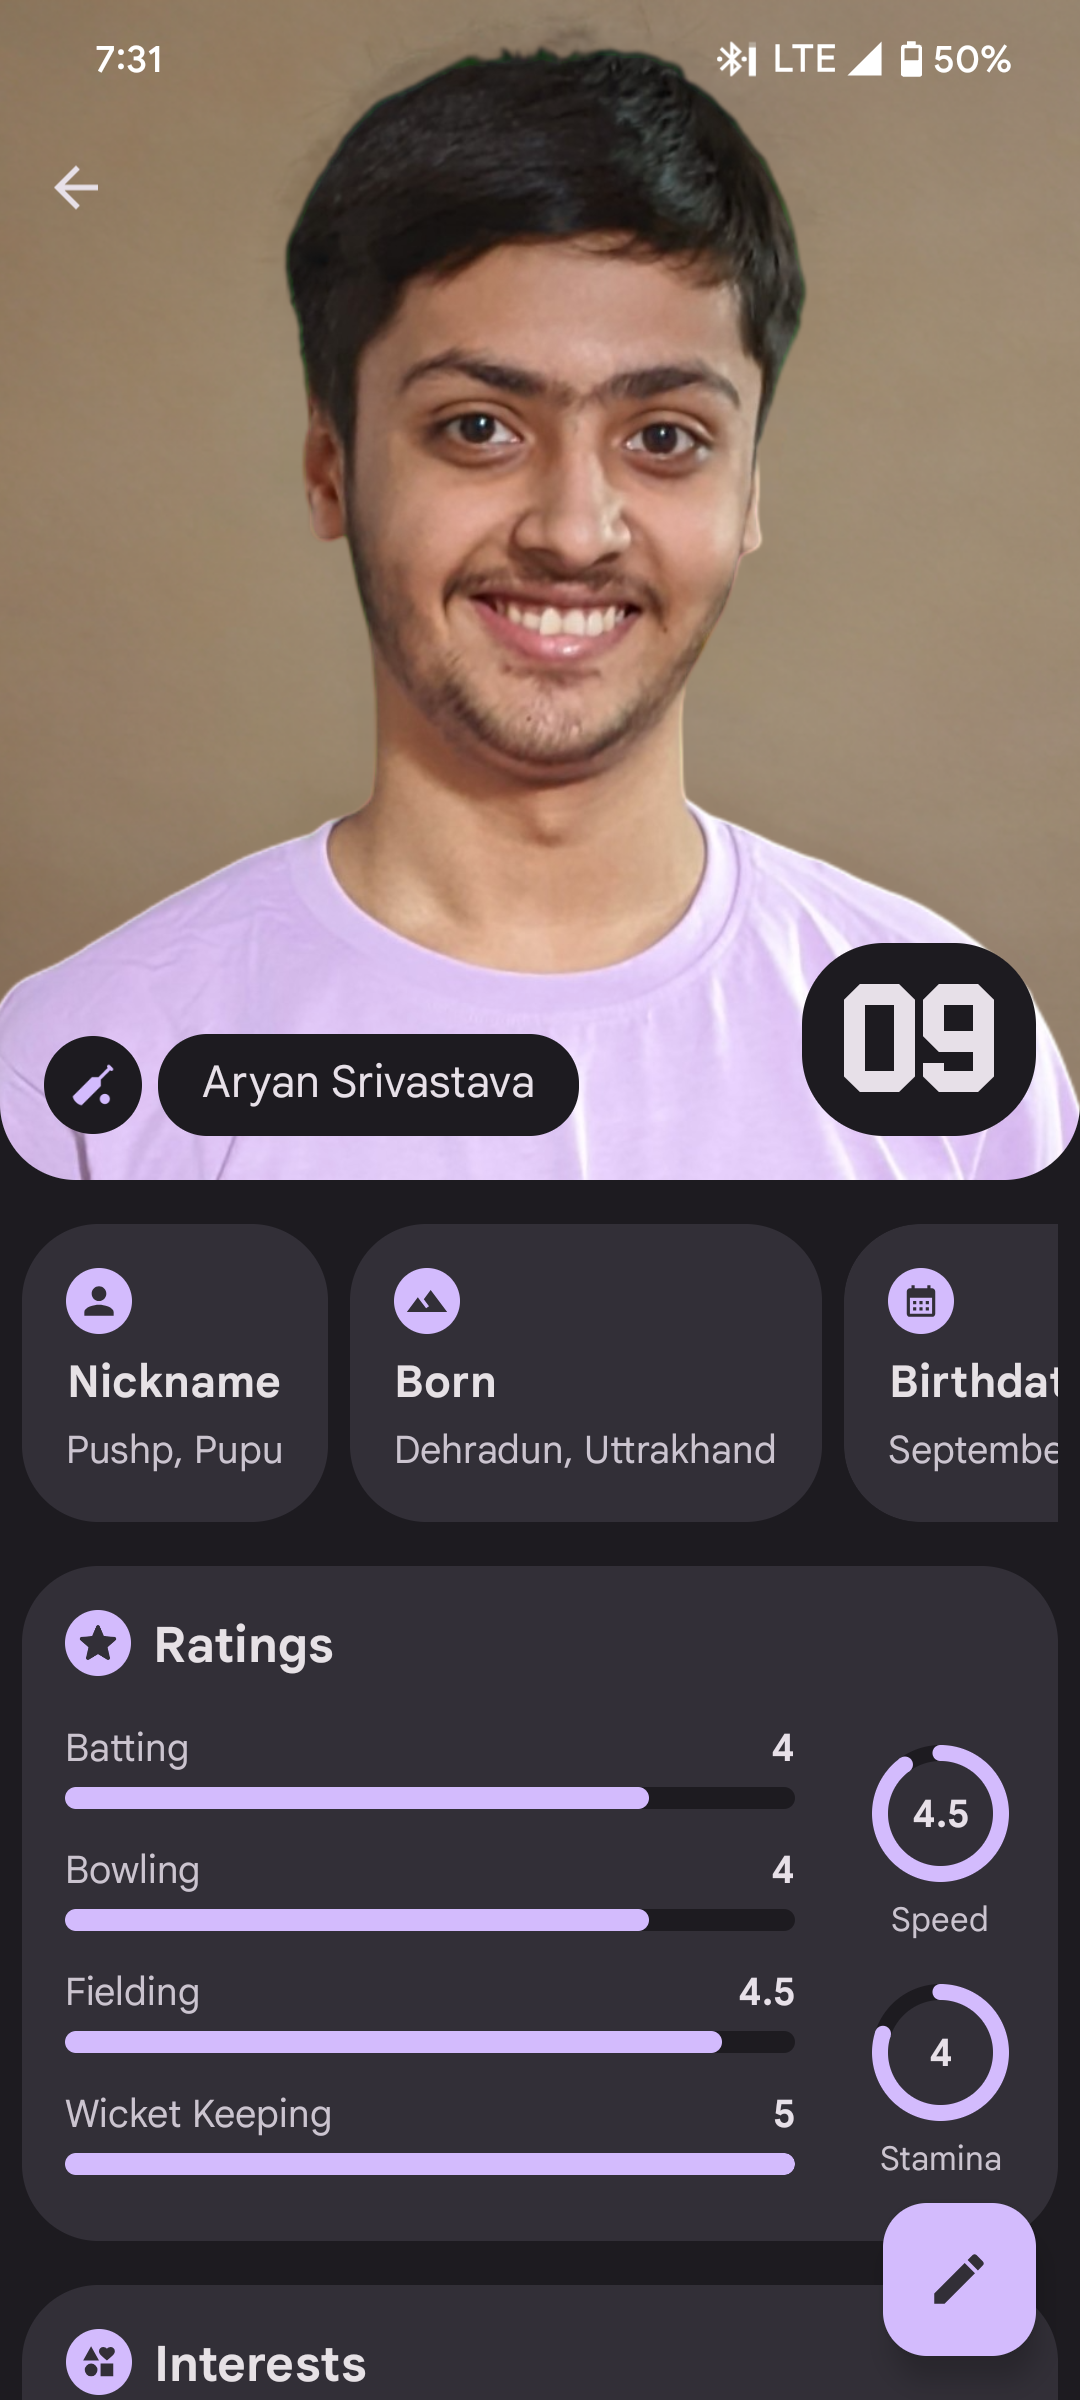 7:31 LTE 50%
09
Aryan Srivastava
Nickname
Pushp, Pupu
Born
Dehradun, Uttrakhand
Birthdat
Septembe
Ratings
Batting 4
Bowling 4
Fielding 4.5
Wicket Keeping 5
4.5
Speed
4
Stamina
Interests